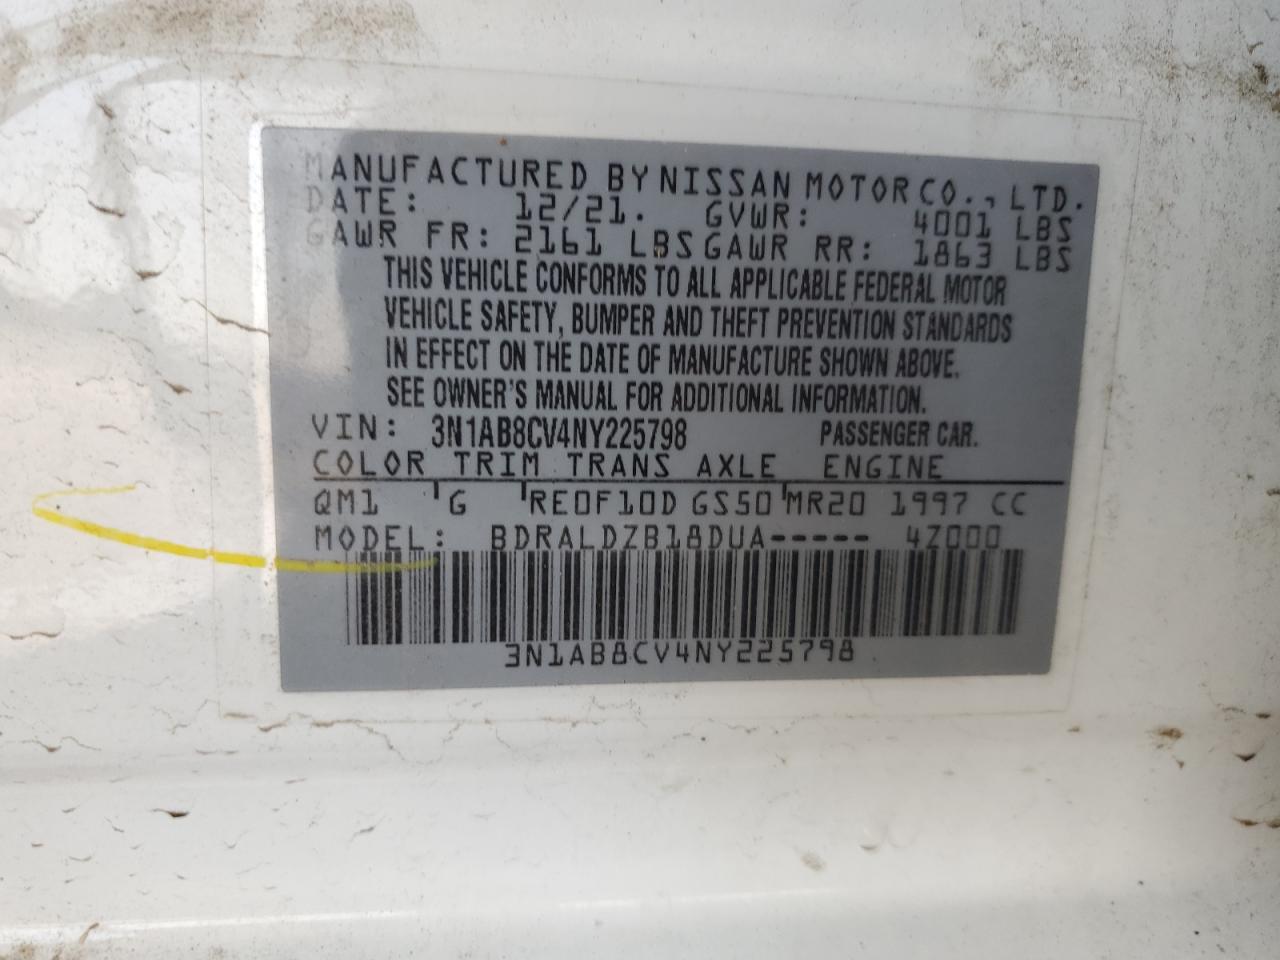 MANUFACTURED BY NISSAN MOTOR CO., LTD.
DATE: 12/21. GVWR: 4001 LBS
GAWR FR: 2161 LBS GAWR RR: 1863 LBS
THIS VEHICLE CONFORMS TO ALL APPLICABLE FEDERAL MOTOR
VEHICLE SAFETY, BUMPER AND THEFT PREVENTION STANDARDS
IN EFFECT ON THE DATE OF MANUFACTURE SHOWN ABOVE.
SEE OWNER'S MANUAL FOR ADDITIONAL INFORMATION.
VIN: 3N1AB8CV4NY225798 PASSENGER CAR.
COLOR TRIM TRANS AXLE ENGINE
QM1 G RE0F10D GS50 MR20 1997 CC
MODEL: BDRALDZB18DUA----- 4Z000
3N1AB8CV4NY225798